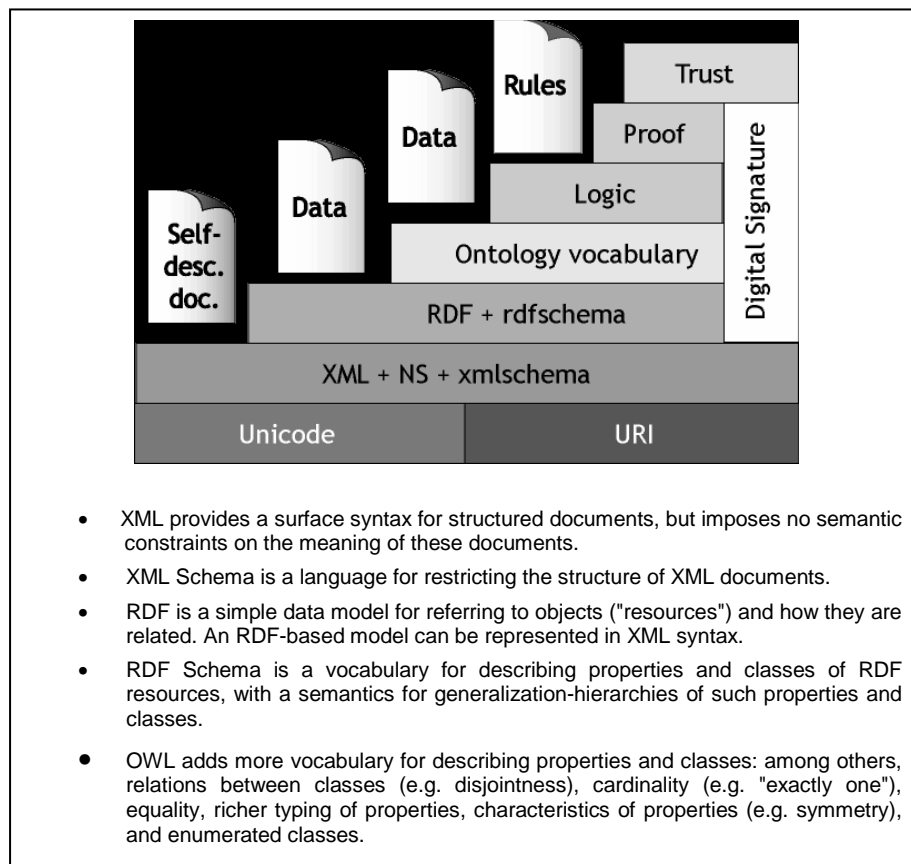 Rules
Trust
Data
Proof
Data
Logic
Self-
desc.
doc.
Ontology vocabulary
Digital Signature
RDF + rdfschema
XML + NS + xmlschema
Unicode
URI
• XML provides a surface syntax for structured documents, but imposes no semantic
constraints on the meaning of these documents.
• XML Schema is a language for restricting the structure of XML documents.
• RDF is a simple data model for referring to objects ("resources") and how they are
related. An RDF-based model can be represented in XML syntax.
• RDF Schema is a vocabulary for describing properties and classes of RDF
resources, with a semantics for generalization-hierarchies of such properties and
classes.
• OWL adds more vocabulary for describing properties and classes: among others,
relations between classes (e.g. disjointness), cardinality (e.g. "exactly one"),
equality, richer typing of properties, characteristics of properties (e.g. symmetry),
and enumerated classes.